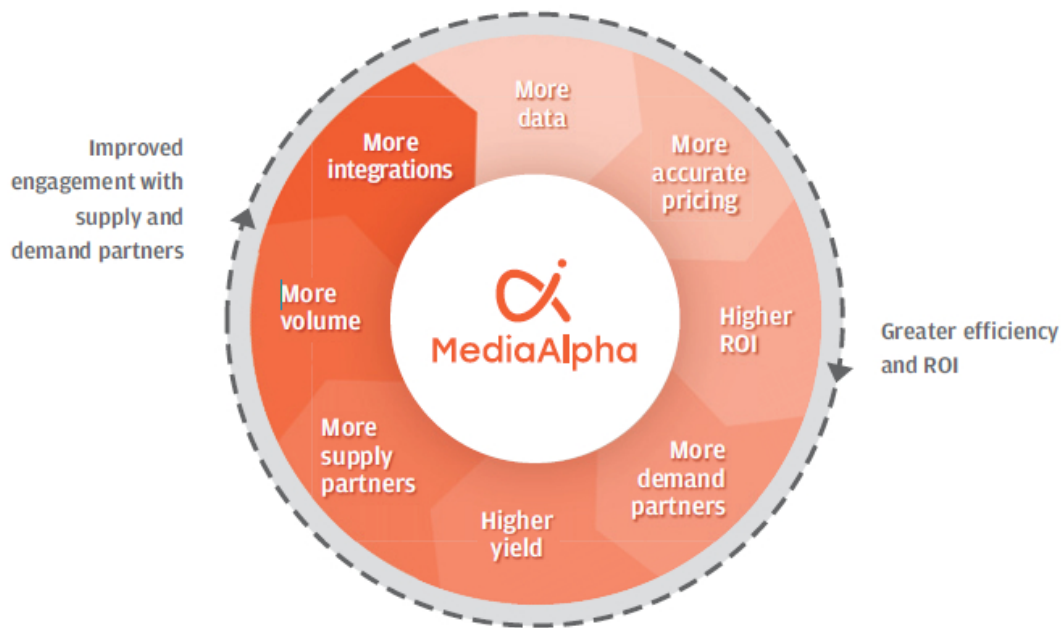 More
data
More
accurate
pricing
Higher
ROI
More
demand
partners
Higher
yield
More
supply
partners
More
volume
More
integrations
MediaAlpha
Improved
engagement with
supply and
demand partners
Greater efficiency
and ROI